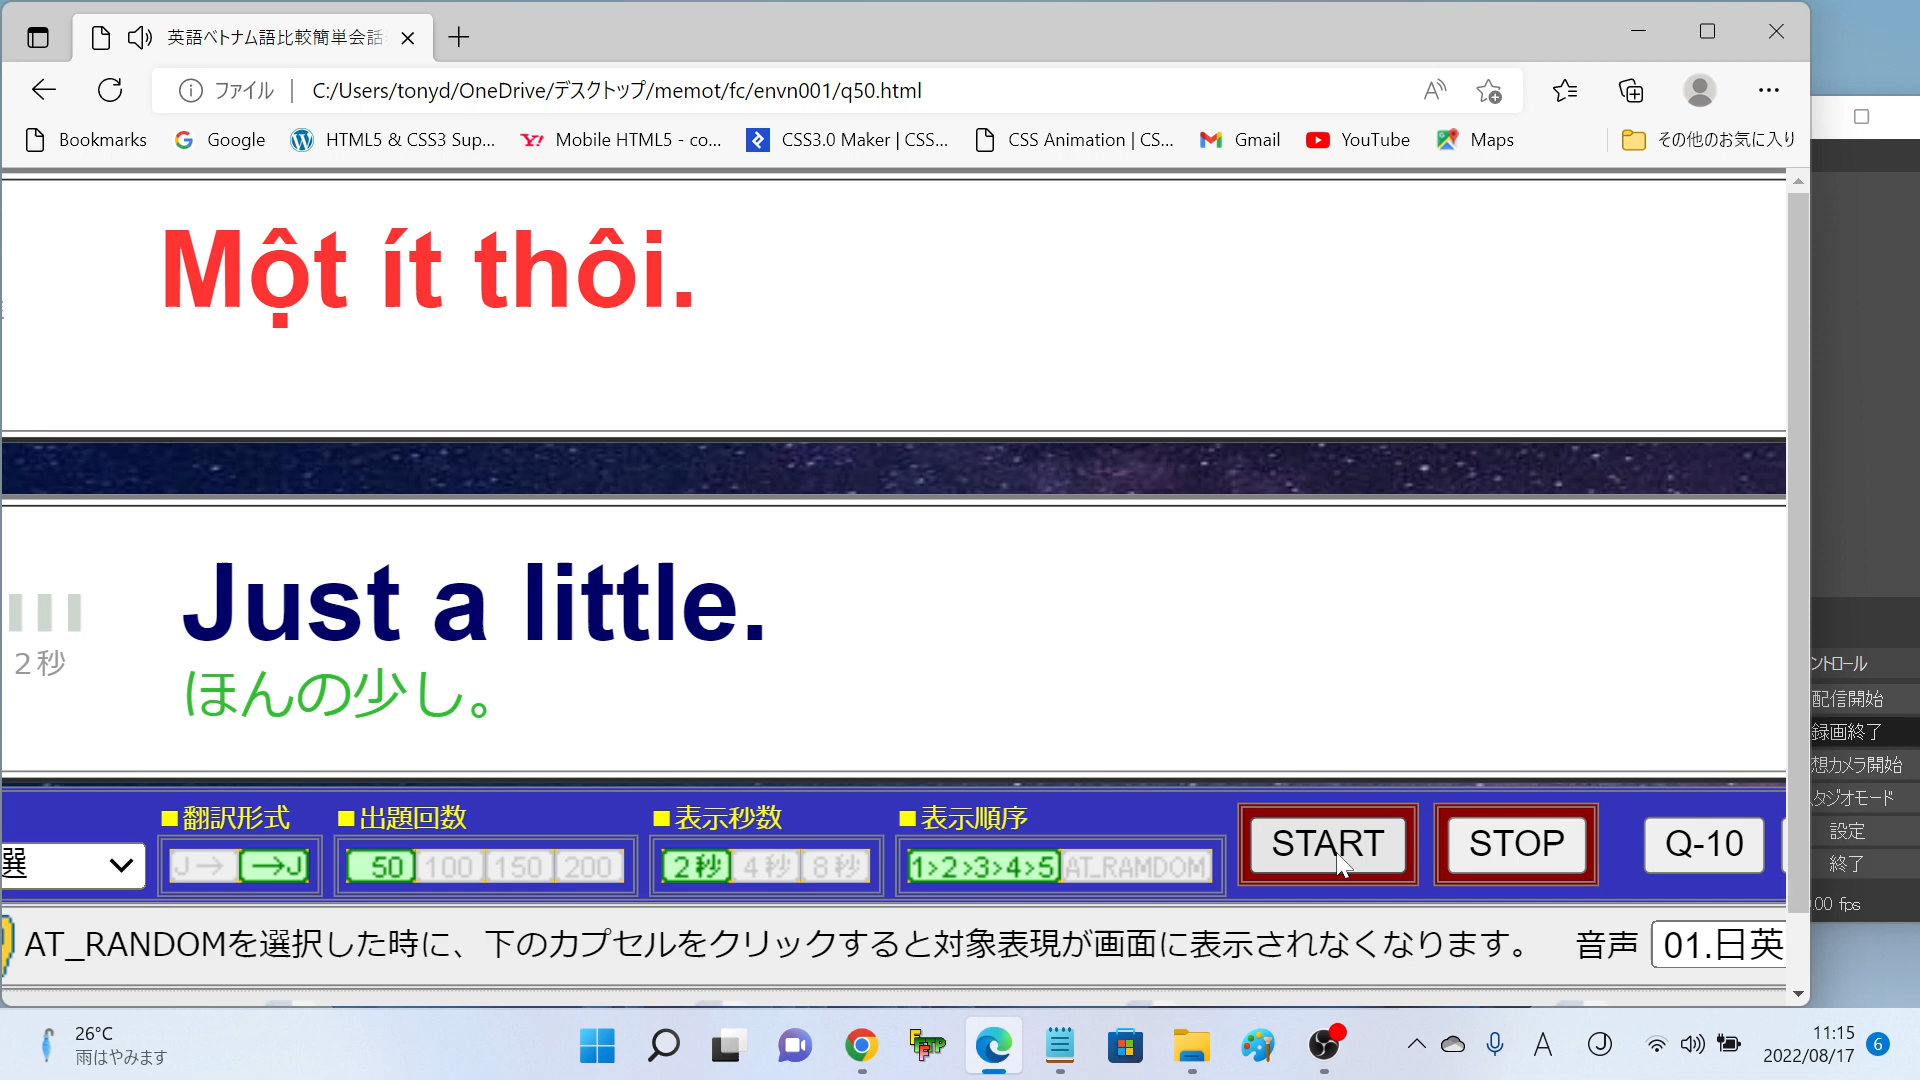 英語ベトナム語比較簡単会話
ファイル
C:/Users/tonyd/OneDrive/デスクトップ/memot/fc/envn001/q50.html
Bookmarks
Google
HTML5 & CSS3 Sup...
Mobile HTML5 - co...
CSS3.0 Maker | CSS...
CSS Animation | CS...
Gmail
YouTube
Maps
その他のお気に入り
Một ít thôi.
Just a little.
2秒
ほんの少し。
■翻訳形式
■出題回数
■表示秒数
■表示順序
選
J→ →J
50 100 150 200
2秒 4秒 8秒
1>2>3>4>5 AT_RAMDOM
START
STOP
Q-10
AT_RANDOMを選択した時に、下のカプセルをクリックすると対象表現が画面に表示されなくなります。
音声
01.日英
ントロール
配信開始
録画終了
想カメラ開始
タジオモード
設定
終了
.00 fps
26°C
雨はやみます
A
11:15
2022/08/17
6